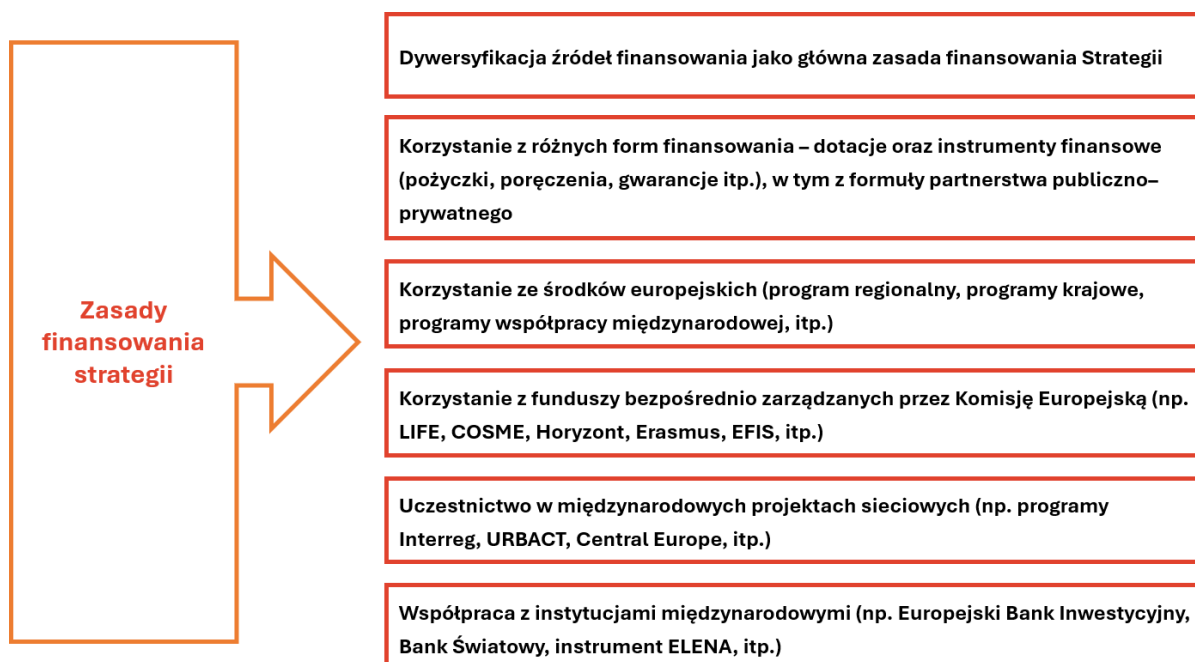 Zasady
finansowania
strategii
Dywersyfikacja źródeł finansowania jako główna zasada finansowania Strategii
Korzystanie z różnych form finansowania – dotacje oraz instrumenty finansowe
(pożyczki, poręczenia, gwarancje itp.), w tym z formuły partnerstwa publiczno–
prywatnego
Korzystanie ze środków europejskich (program regionalny, programy krajowe,
programy współpracy międzynarodowej, itp.)
Korzystanie z funduszy bezpośrednio zarządzanych przez Komisję Europejską (np.
LIFE, COSME, Horyzont, Erasmus, EFIS, itp.)
Uczestnictwo w międzynarodowych projektach sieciowych (np. programy
Interreg, URBACT, Central Europe, itp.)
Współpraca z instytucjami międzynarodowymi (np. Europejski Bank Inwestycyjny,
Bank Światowy, instrument ELENA, itp.)